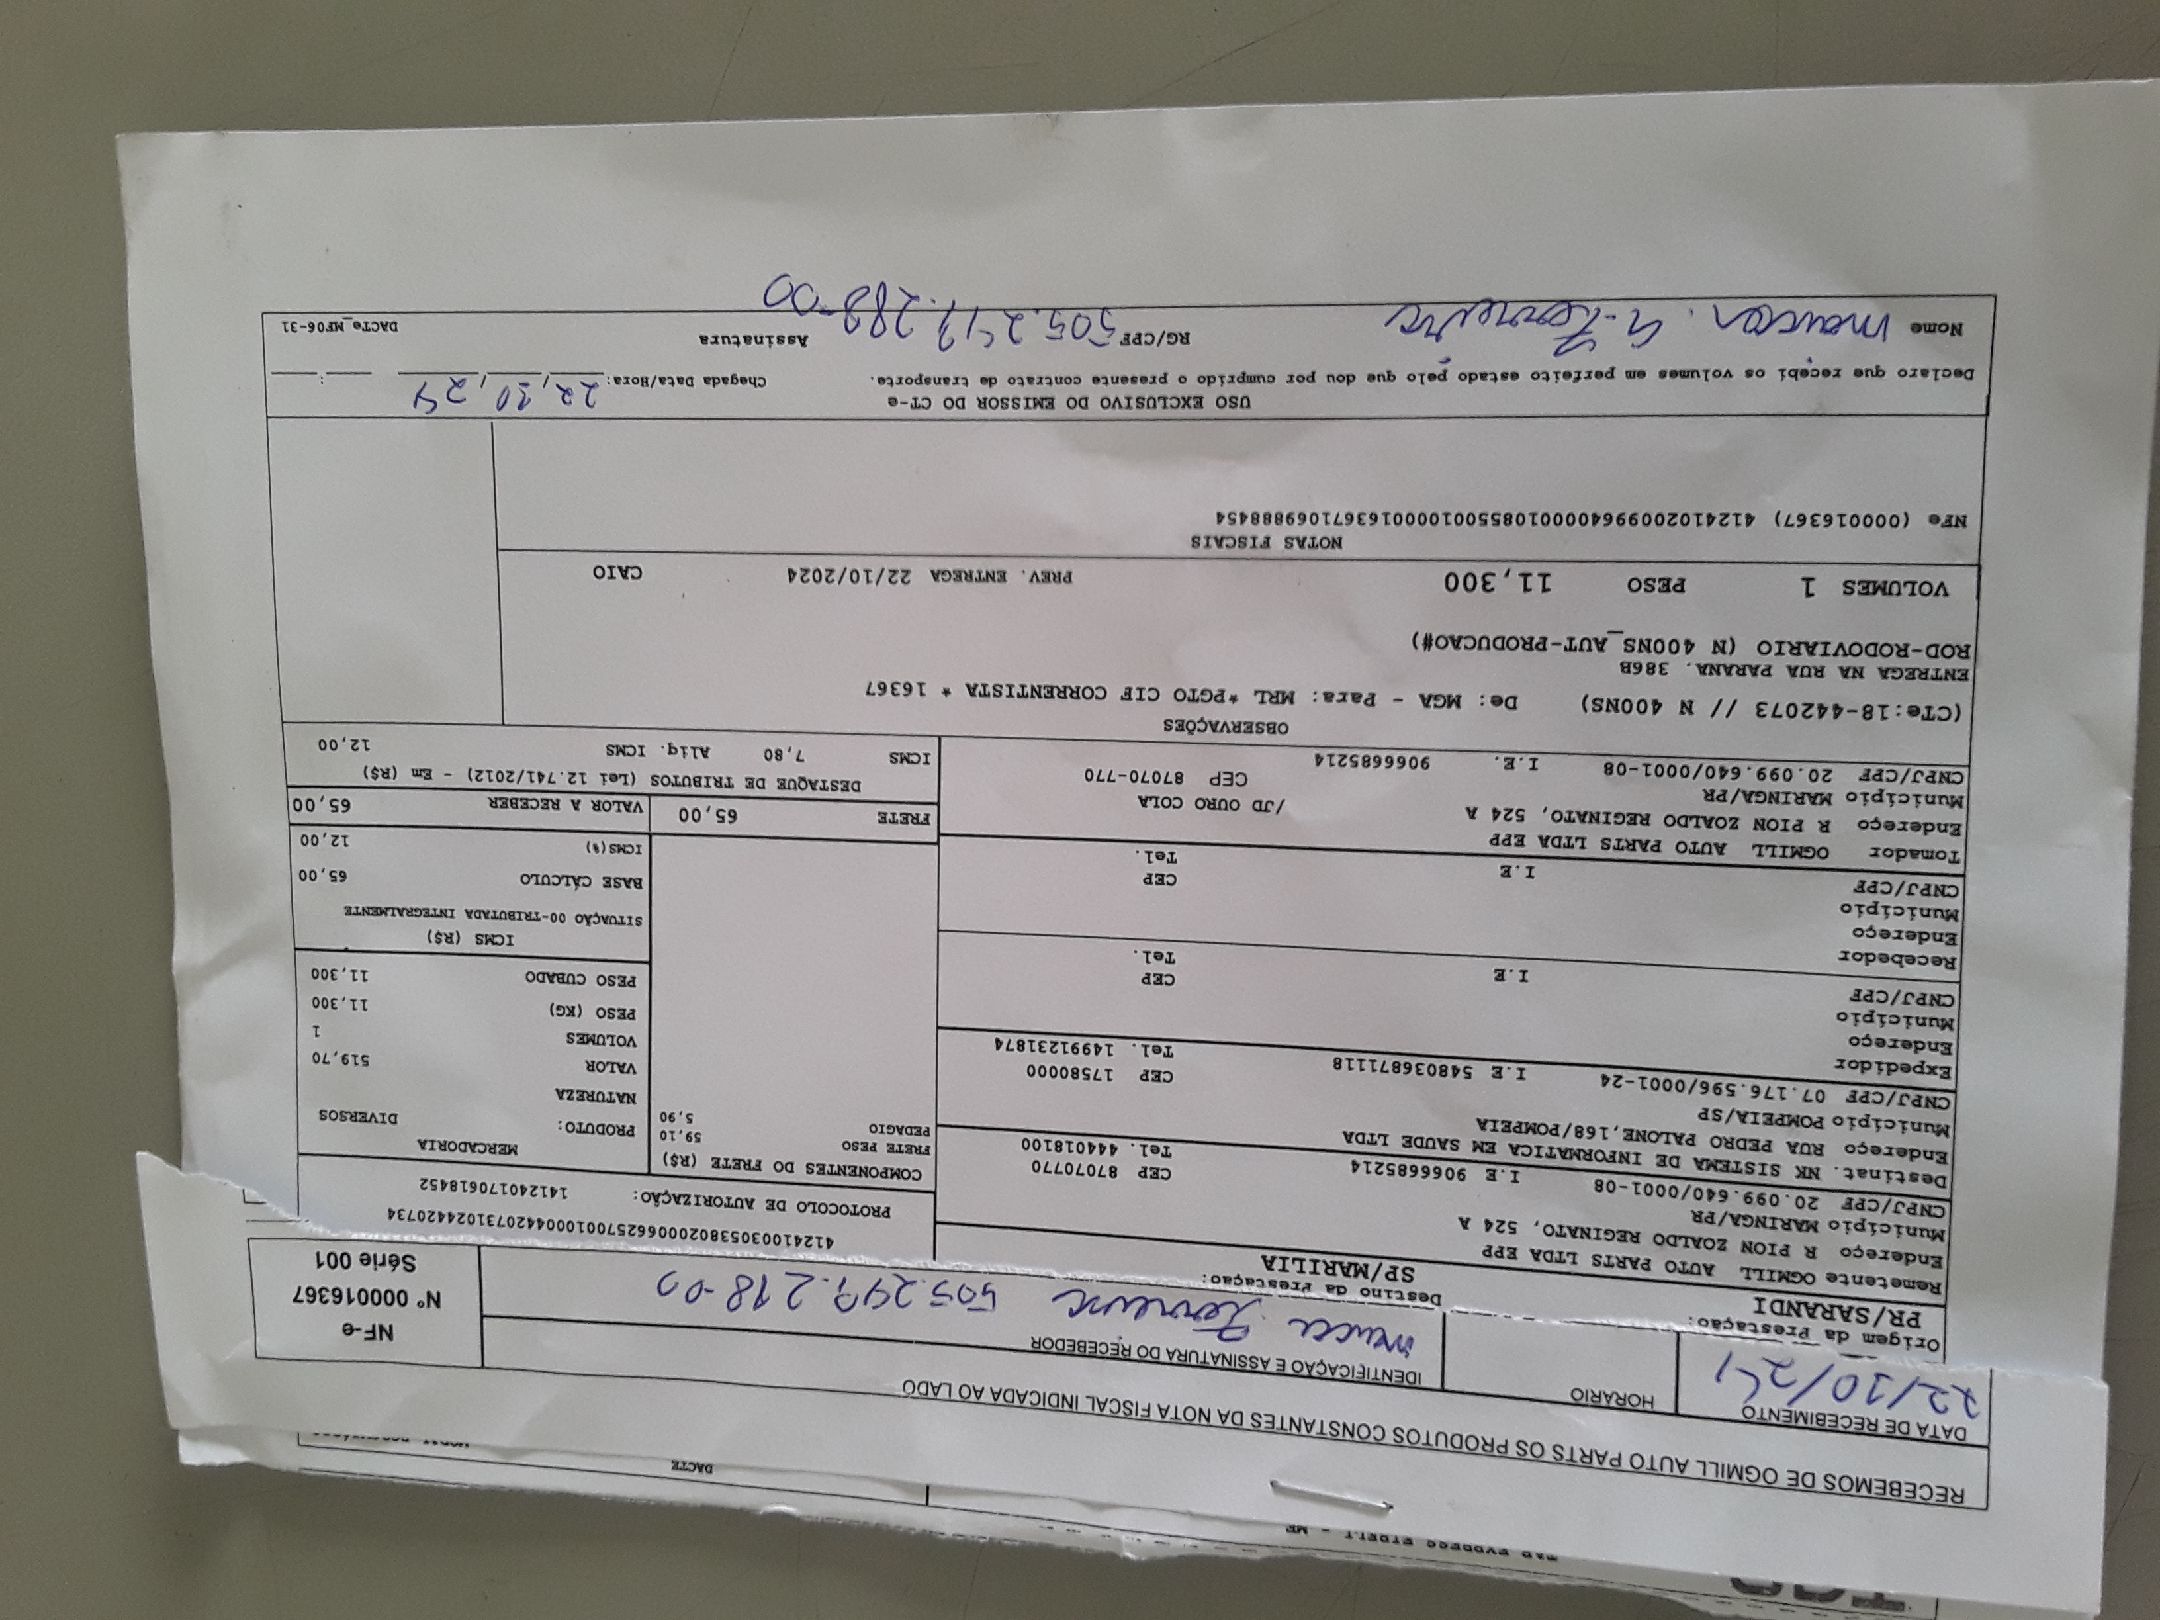 RECEBEMOS DE OGMILL AUTO PARTS OS PRODUTOS CONSTANTES DA NOTA FISCAL INDICADA AO LADO
DATA DE RECEBIMENTO
22/10/24
HORARIO
IDENTIFICAÇAO E ASSINATURA DO RECEBEDOR
Ferreira 505.247.218-00
NF-e
Nº 000016367
Série 001
DACTE
Origem da Prestaçao:
PR/SARANDI
Destino da Prestaçao:
SP/MARILIA
41241003053802000662570010004420731024420734
PROTOCOLO DE AUTORIZAÇÃO: 141240170618452
Remetente OGMILL AUTO PARTS LTDA EPP
Endereço R PION ZOALDO REGINATO, 524 A
Município MARINGA/PR CEP 87070770
CNPJ/CPF 20.099.640/0001-08 I.E 9066685214 Tel. 444018100
Destinat. NK SISTEMA DE INFORMATICA EM SAUDE LTDA
Endereço RUA PEDRO PALONE,168/POMPEIA
Município POMPEIA/SP CEP 17580000
CNPJ/CPF 07.176.596/0001-24 I.E 548036871118 Tel. 14991231874
Expedidor
Endereço
Município CEP
CNPJ/CPF I.E Tel.
Recebedor
Endereço
Município CEP
CNPJ/CPF I.E Tel.
Tomador OGMILL AUTO PARTS LTDA EPP
Endereço R PION ZOALDO REGINATO, 524 A /JD OURO COLA
Município MARINGA/PR CEP 87070-770
CNPJ/CPF 20.099.640/0001-08 I.E. 9066685214
COMPONENTES DO FRETE (R$)
FRETE PESO 59,10
PEDAGIO 5,90
MERCADORIA
PRODUTO: DIVERSOS
NATUREZA
VALOR 519,70
VOLUMES 1
PESO (KG) 11,300
PESO CUBADO 11,300
ICMS (R$)
SITUAÇÃO 00-TRIBUTADA INTEGRALMENTE
BASE CÁLCULO 65,00
ICMS(%) 12,00
FRETE 65,00
VALOR A RECEBER 65,00
DESTAQUE DE TRIBUTOS (Lei 12.741/2012) - Em (R$)
ICMS 7,80 Aliq. ICMS 12,00
OBSERVAÇÕES
(CTe:18-442073 // N 400NS) De: MGA - Para: MRL *PGTO CIF CORRENTISTA * 16367
ENTREGA NA RUA PARANA. 386B
ROD-RODOVIARIO (N 400NS_AUT-PRODUCAO#)
VOLUMES 1 PESO 11,300 PREV. ENTREGA 22/10/2024 CAIO
NOTAS FISCAIS
NFe (000016367) 41241020099640000108550010000163671069888454
USO EXCLUSIVO DO EMISSOR DO CT-e
Declaro que recebi os volumes em perfeito estado pelo que dou por cumprido o presente contrato de transporte. Chegada Data/Hora: 22/10/24 __:__
Nome Ferreira RG/CPF 505.247.288-00 Assinatura DACTe_MF06-31